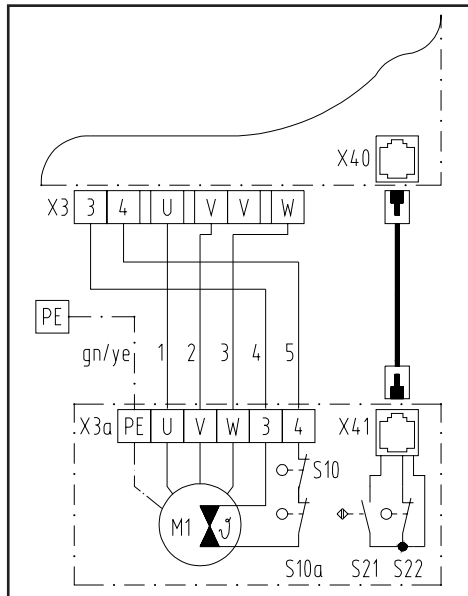 X40
X3 3 4 U V V W
PE
gn/ye 1 2 3 4 5
X3a PE U V W 3 4 X41
S10
M1 ϑ
S10a S21 S22